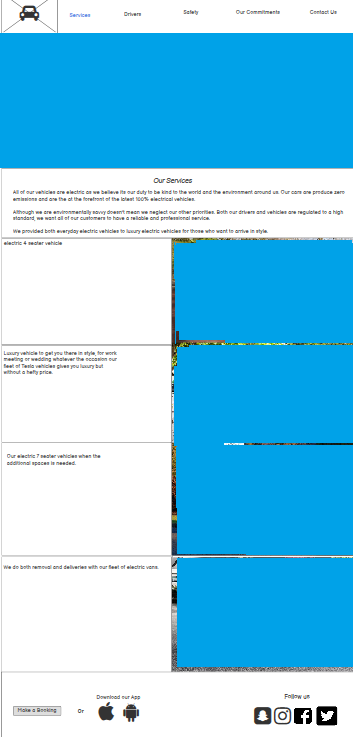 Services
Drivers
Safety
Our Commitments
Contact Us
Our Services
All of our vehicles are electric as we believe its our duty to be kind to the world and the environment around us. Our cars are produce zero
emissions and are the at the forefront of the latest 100% electrical vehicles.
Although we are environmentally savvy doesn't mean we neglect our other priorities. Both our drivers and vehicles are regulated to a high
standard, we want all of our customers to have a reliable and professional service.
We provided both everyday electric vehicles to luxury electric vehicles for those who want to arrive in style.
electric 4 seater vehicle
Luxury vehicle to get you there in style, for work
meeting or wedding whatever the occasion our
fleet of Tesla vehicles gives you luxury but
without a hefty price.
Our electric 7 seater vehicles when the
additional spaces is needed.
We do both removal and deliveries with our fleet of electric vans.
Download our App
Follow us
Make a Booking
Or